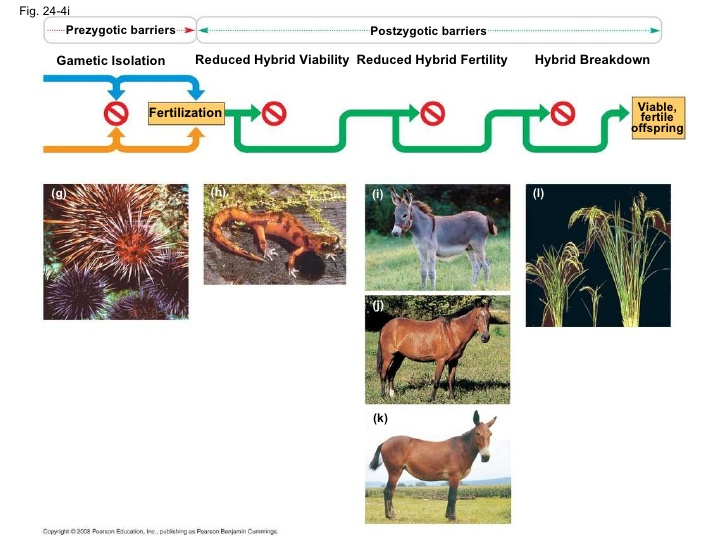 Fig. 24-4i
Prezygotic barriers
Postzygotic barriers
Gametic Isolation
Reduced Hybrid Viability
Reduced Hybrid Fertility
Hybrid Breakdown
Fertilization
Viable,
fertile
offspring
(g)
(h)
(i)
(l)
(j)
(k)
Copyright © 2008 Pearson Education, Inc., publishing as Pearson Benjamin Cummings.